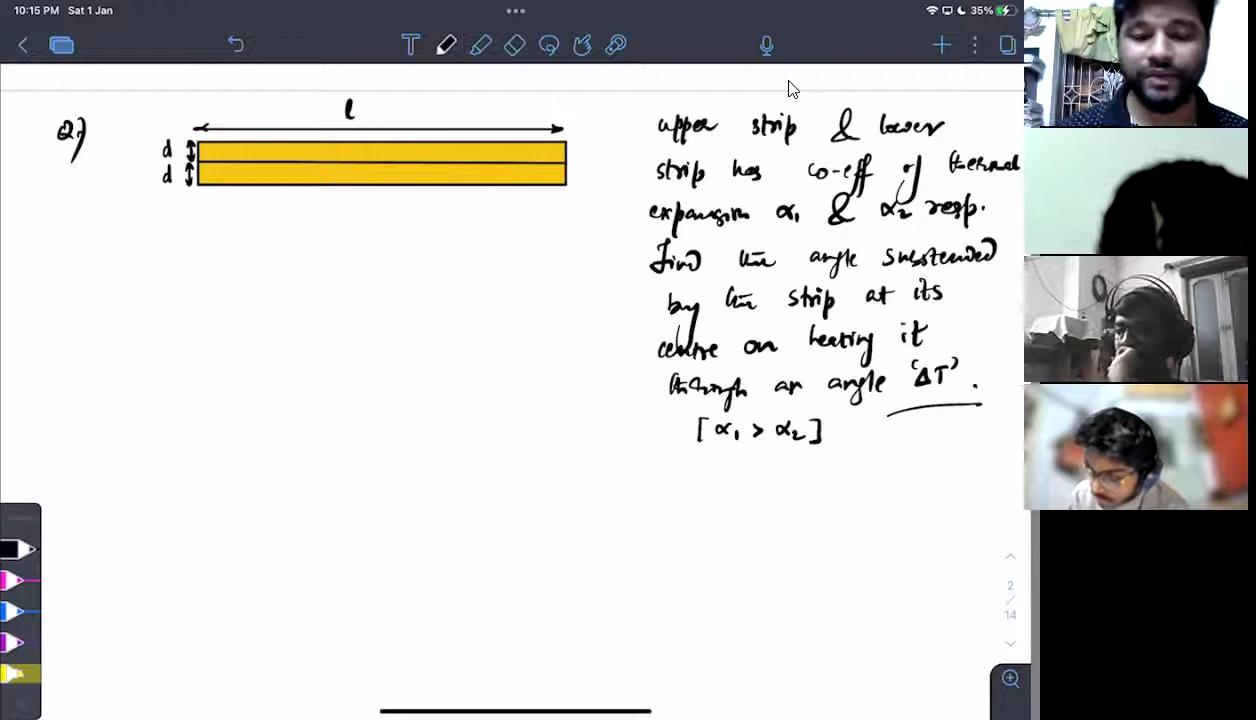 10:15 PM Sat 1 Jan
35%
T
2)
l
d
d
upper strip & lower
strip has co-eff of thermal
expansion α₁ & α₂ resp.
Find the angle substended
by the strip at its
centre on heating it
through an angle 'ΔT'.
[α₁ > α₂]
2
14